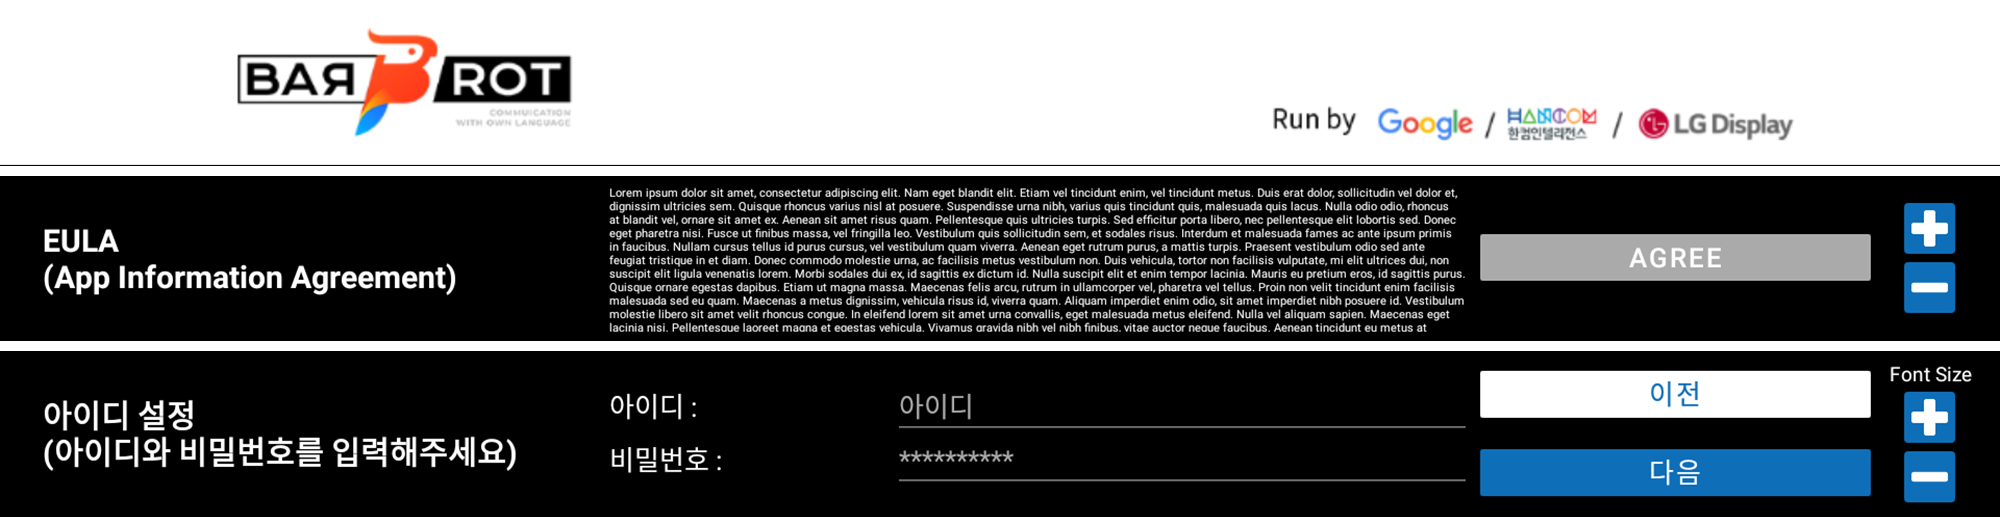 BAЯ ROT
COMMUICATION
WITH OWN LANGUAGE
Run by Google / HANCOM / LG Display
한컴인텔리전스
EULA
(App Information Agreement)
Lorem ipsum dolor sit amet, consectetur adipiscing elit. Nam eget blandit elit. Etiam vel tincidunt enim, vel tincidunt metus. Duis erat dolor, sollicitudin vel dolor et,
dignissim ultricies sem. Quisque rhoncus varius nisl at posuere. Suspendisse urna nibh, varius quis tincidunt quis, malesuada quis lacus. Nulla odio odio, rhoncus
at blandit vel, ornare sit amet ex. Aenean sit amet risus quam. Pellentesque quis ultricies turpis. Sed efficitur porta libero, nec pellentesque elit lobortis sed. Donec
eget pharetra nisi. Fusce ut finibus massa, vel fringilla leo. Vestibulum quis sollicitudin sem, et sodales risus. Interdum et malesuada fames ac ante ipsum primis
in faucibus. Nullam cursus tellus id purus cursus, vel vestibulum quam viverra. Aenean eget rutrum purus, a mattis turpis. Praesent vestibulum odio sed ante
feugiat tristique in et diam. Donec commodo molestie urna, ac facilisis metus vestibulum non. Duis vehicula, tortor non facilisis vulputate, mi elit ultrices dui, non
suscipit elit ligula venenatis lorem. Morbi sodales dui ex, id sagittis ex dictum id. Nulla suscipit elit et enim tempor lacinia. Mauris eu pretium eros, id sagittis purus.
Quisque ornare egestas dapibus. Etiam ut magna massa. Maecenas felis arcu, rutrum in ullamcorper vel, pharetra vel tellus. Proin non velit tincidunt enim facilisis
malesuada sed eu quam. Maecenas a metus dignissim, vehicula risus id, viverra quam. Aliquam imperdiet enim odio, sit amet imperdiet nibh posuere id. Vestibulum
molestie libero sit amet velit rhoncus congue. In eleifend lorem sit amet urna convallis, eget malesuada metus eleifend. Nulla vel aliquam sapien. Maecenas eget
lacinia nisi. Pellentesque laoreet magna et egestas vehicula. Vivamus gravida nibh vel nibh finibus, vitae auctor neque faucibus. Aenean tincidunt eu metus at
AGREE
아이디 설정
(아이디와 비밀번호를 입력해주세요)
아이디 : 아이디
비밀번호 : **********
이전
다음
Font Size